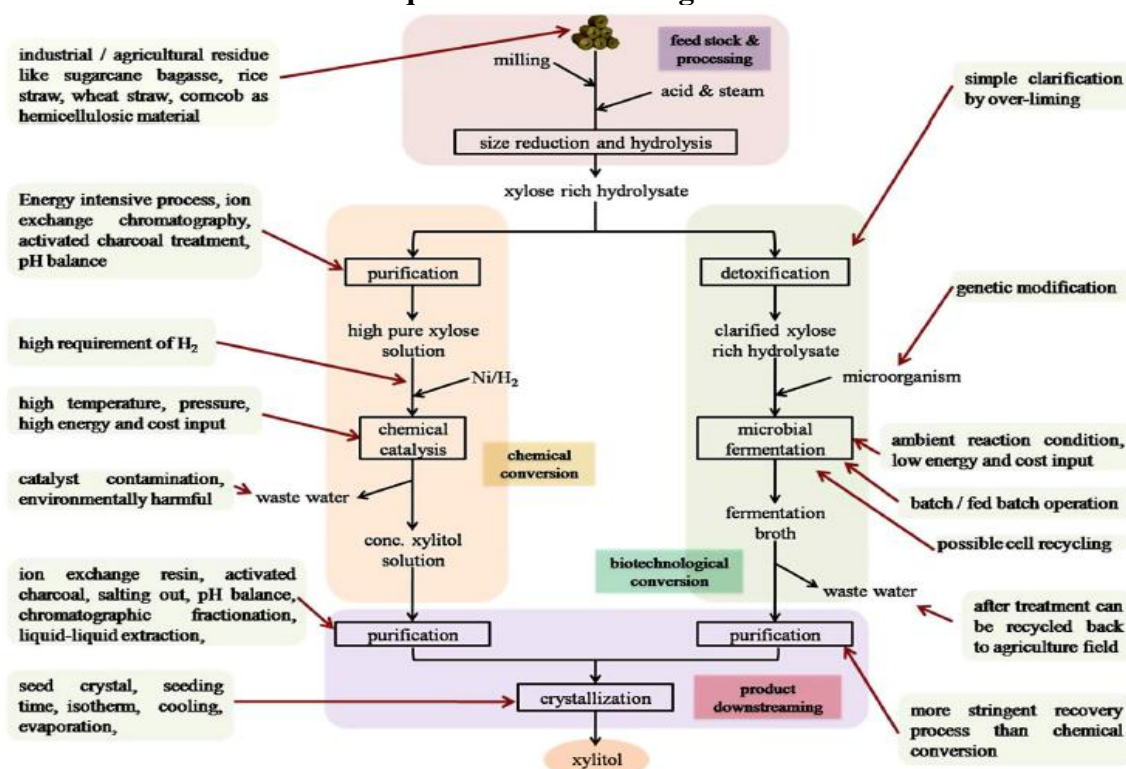 industrial / agricultural residue
like sugarcane bagasse, rice
straw, wheat straw, corncob as
hemicellulosic material
milling
feed stock &
processing
acid & steam
size reduction and hydrolysis
simple clarification
by over-liming
xylose rich hydrolysate
Energy intensive process, ion
exchange chromatography,
activated charcoal treatment,
pH balance
purification
detoxification
genetic modification
high pure xylose
solution
clarified xylose
rich hydrolysate
high requirement of H₂
Ni/H₂
microorganism
high temperature, pressure,
high energy and cost input
chemical
catalysis
chemical
conversion
microbial
fermentation
ambient reaction condition,
low energy and cost input
catalyst contamination,
environmentally harmful
waste water
batch / fed batch operation
conc. xylitol
solution
fermentation
broth
possible cell recycling
biotechnological
conversion
waste water
ion exchange resin, activated
charcoal, salting out, pH balance,
chromatographic fractionation,
liquid-liquid extraction,
after treatment can
be recycled back
to agriculture field
purification
purification
seed crystal, seeding
time, isotherm, cooling,
evaporation,
crystallization
product
downstreaming
more stringent recovery
process than chemical
conversion
xylitol